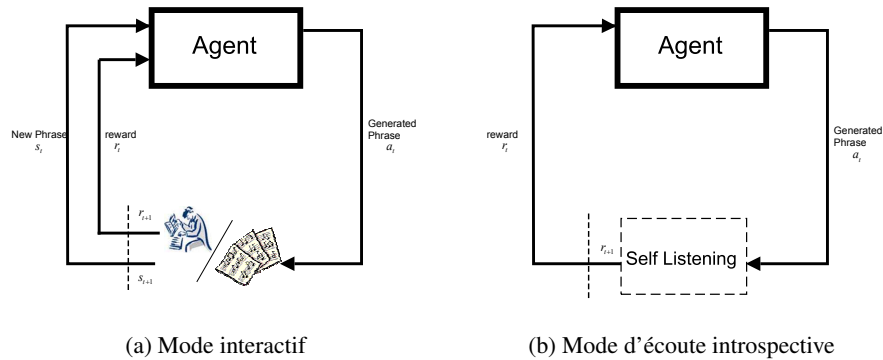 Agent
New Phrase
s_t
reward
r_t
Generated
Phrase
a_t
r_{t+1}
s_{t+1}
(a) Mode interactif
Agent
reward
r_t
Generated
Phrase
a_t
r_{t+1}
Self Listening
(b) Mode d'écoute introspective